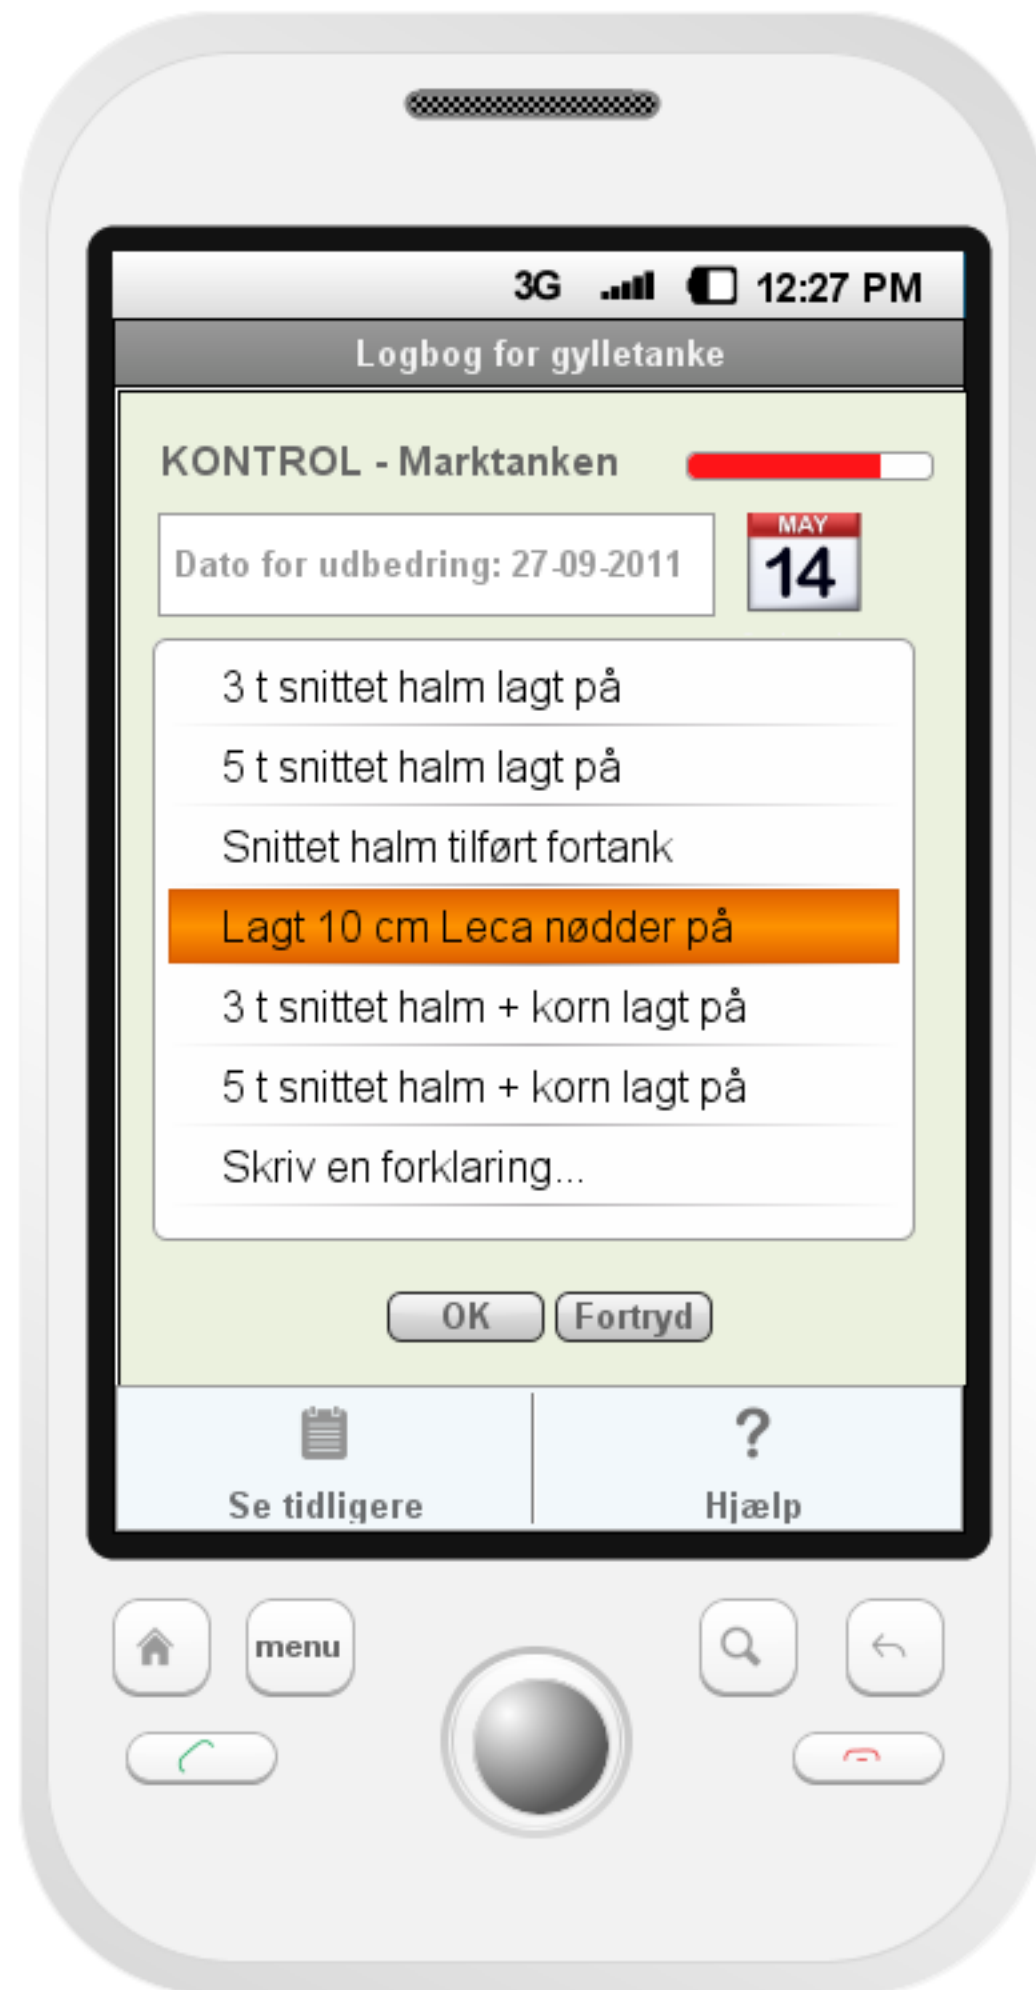 3G 12:27 PM
Logbog for gylletanke
KONTROL - Marktanken
Dato for udbedring: 27-09-2011
MAY
14
3 t snittet halm lagt på
5 t snittet halm lagt på
Snittet halm tilført fortank
Lagt 10 cm Leca nødder på
3 t snittet halm + korn lagt på
5 t snittet halm + korn lagt på
Skriv en forklaring...
OK Fortryd
? 
Se tidligere Hjælp
menu